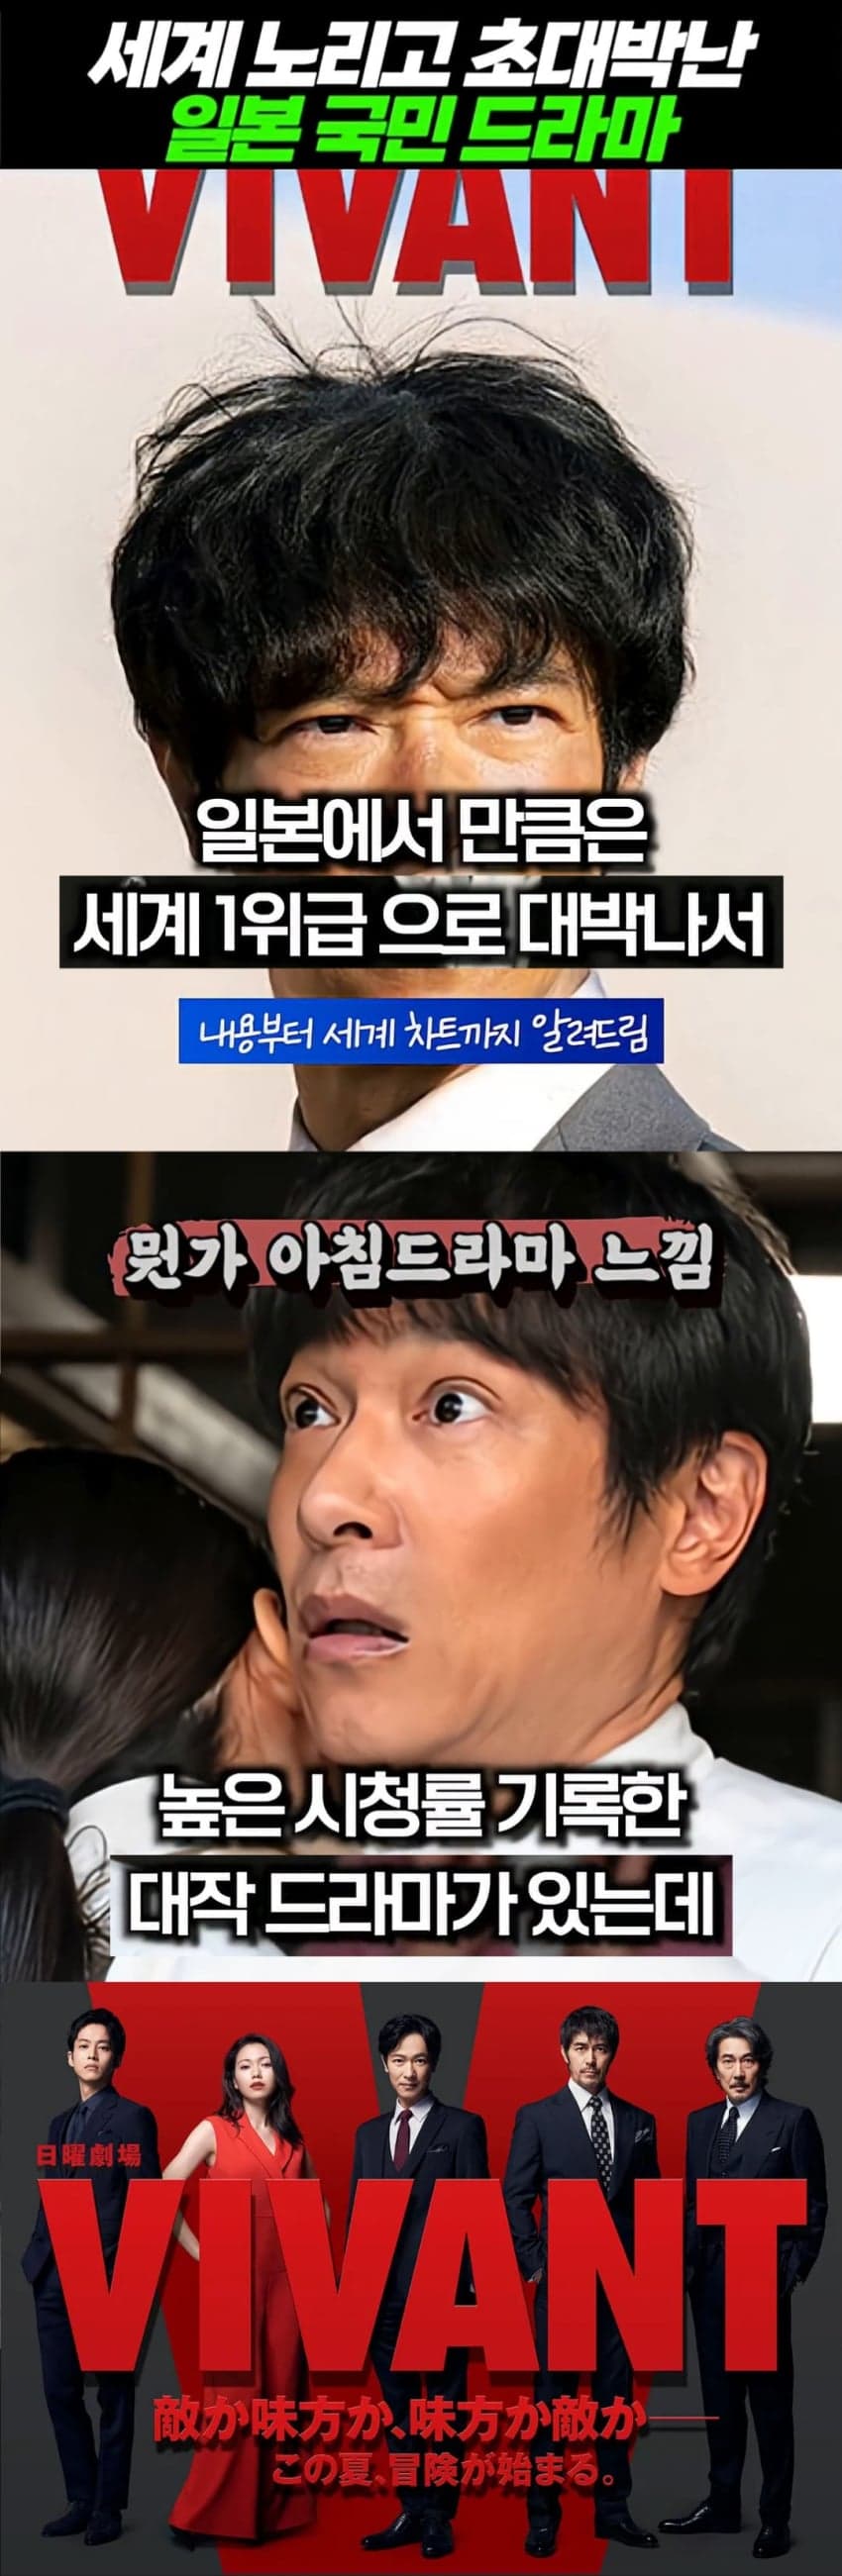 세계 노리고 초대박난
일본 국민 드라마
VIVANT
일본에서 만큼은
세계 1위급 으로 대박나서
내용부터 세계 차트까지 알려드림
뭔가 아침드라마 느낌
높은 시청률 기록한
대작 드라마가 있는데
日曜劇場
VIVANT
敵か味方か、味方か敵か――
この夏、冒険が始まる。